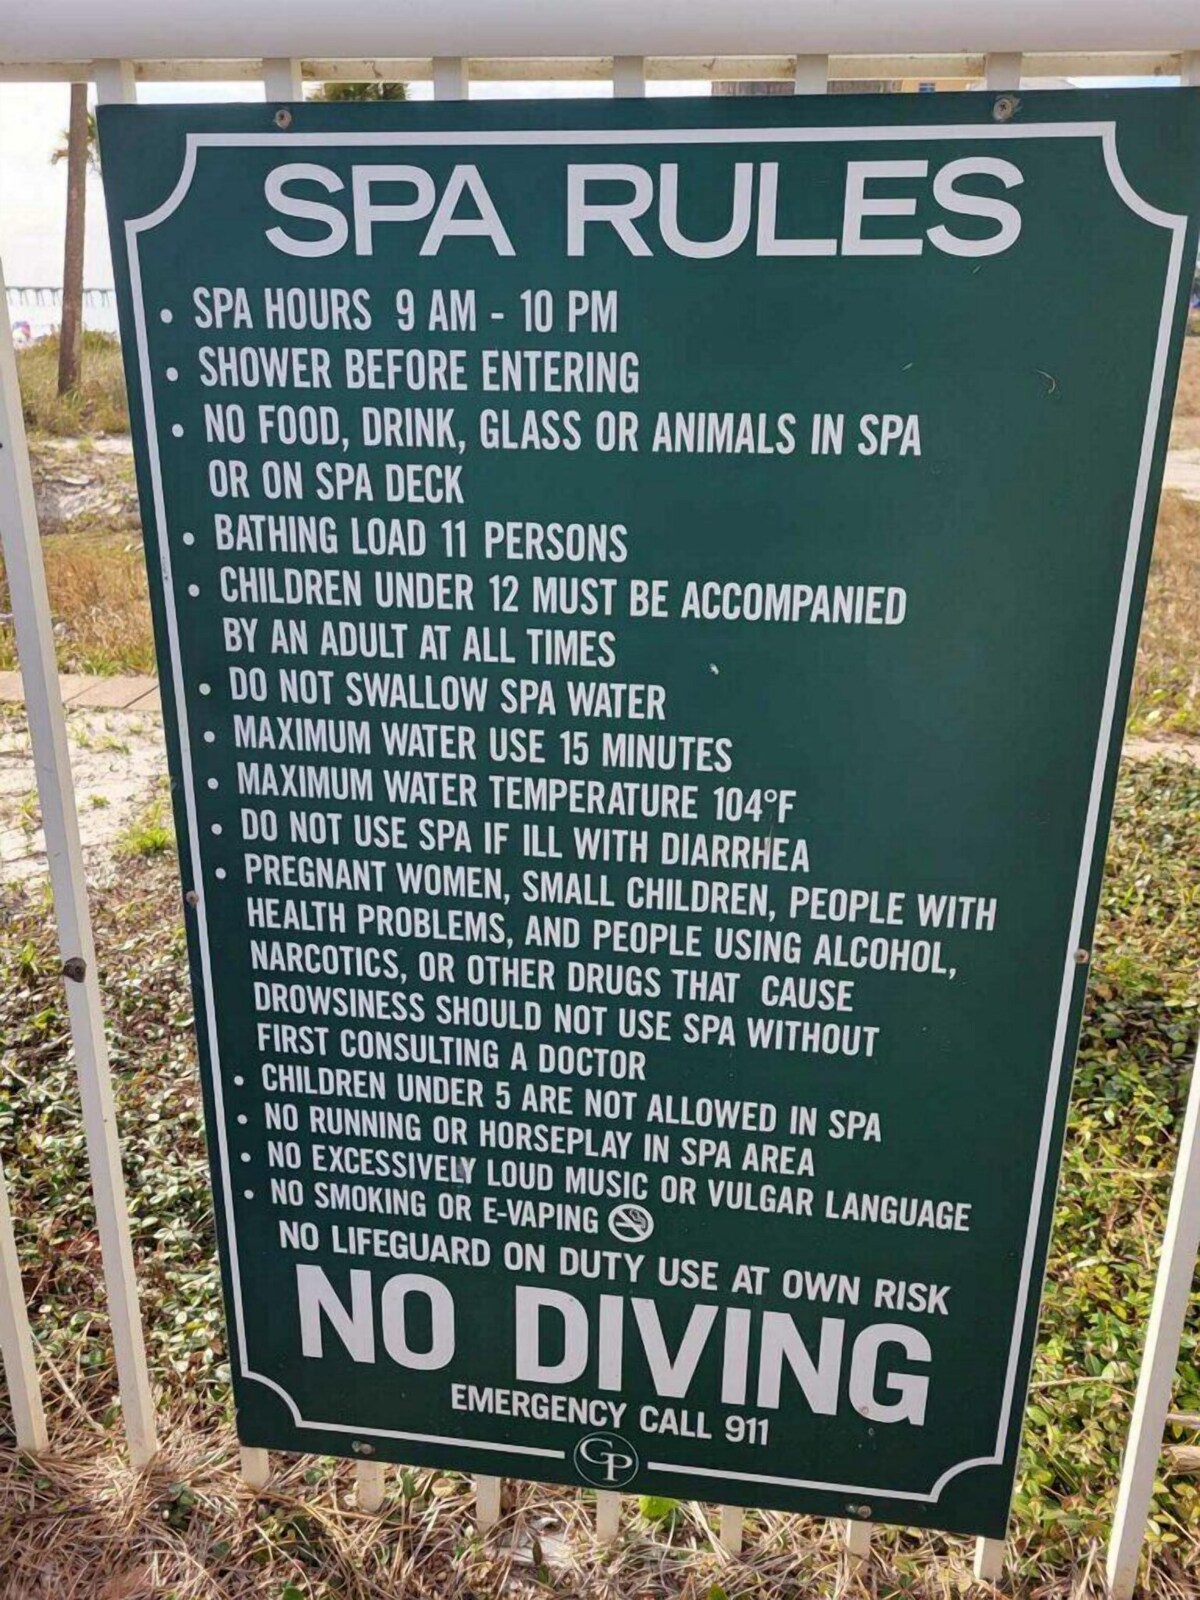 SPA RULES
• SPA HOURS 9 AM - 10 PM
• SHOWER BEFORE ENTERING
• NO FOOD, DRINK, GLASS OR ANIMALS IN SPA
OR ON SPA DECK
• BATHING LOAD 11 PERSONS
• CHILDREN UNDER 12 MUST BE ACCOMPANIED
BY AN ADULT AT ALL TIMES
• DO NOT SWALLOW SPA WATER
• MAXIMUM WATER USE 15 MINUTES
• MAXIMUM WATER TEMPERATURE 104°F
• DO NOT USE SPA IF ILL WITH DIARRHEA
• PREGNANT WOMEN, SMALL CHILDREN, PEOPLE WITH
HEALTH PROBLEMS, AND PEOPLE USING ALCOHOL,
NARCOTICS, OR OTHER DRUGS THAT CAUSE
DROWSINESS SHOULD NOT USE SPA WITHOUT
FIRST CONSULTING A DOCTOR
• CHILDREN UNDER 5 ARE NOT ALLOWED IN SPA
• NO RUNNING OR HORSEPLAY IN SPA AREA
• NO EXCESSIVELY LOUD MUSIC OR VULGAR LANGUAGE
• NO SMOKING OR E-VAPING
NO LIFEGUARD ON DUTY USE AT OWN RISK
NO DIVING
EMERGENCY CALL 911
GP